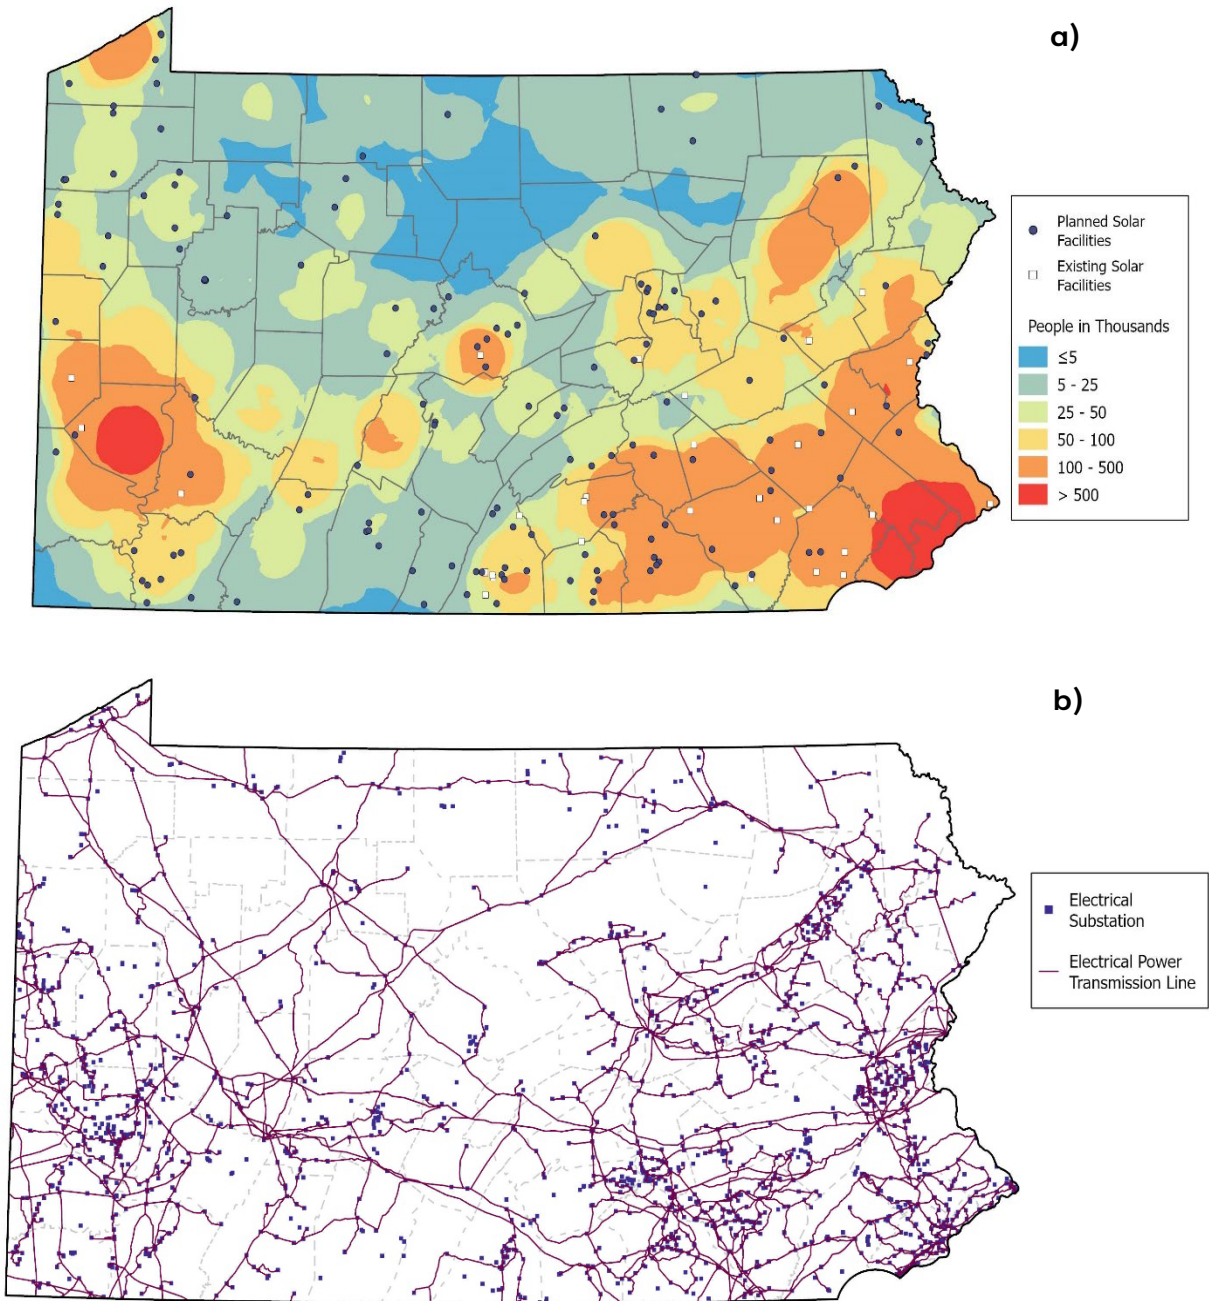 a)
Planned Solar
Facilities
Existing Solar
Facilities
People in Thousands
≤5
5 - 25
25 - 50
50 - 100
100 - 500
> 500
b)
Electrical
Substation
Electrical Power
Transmission Line